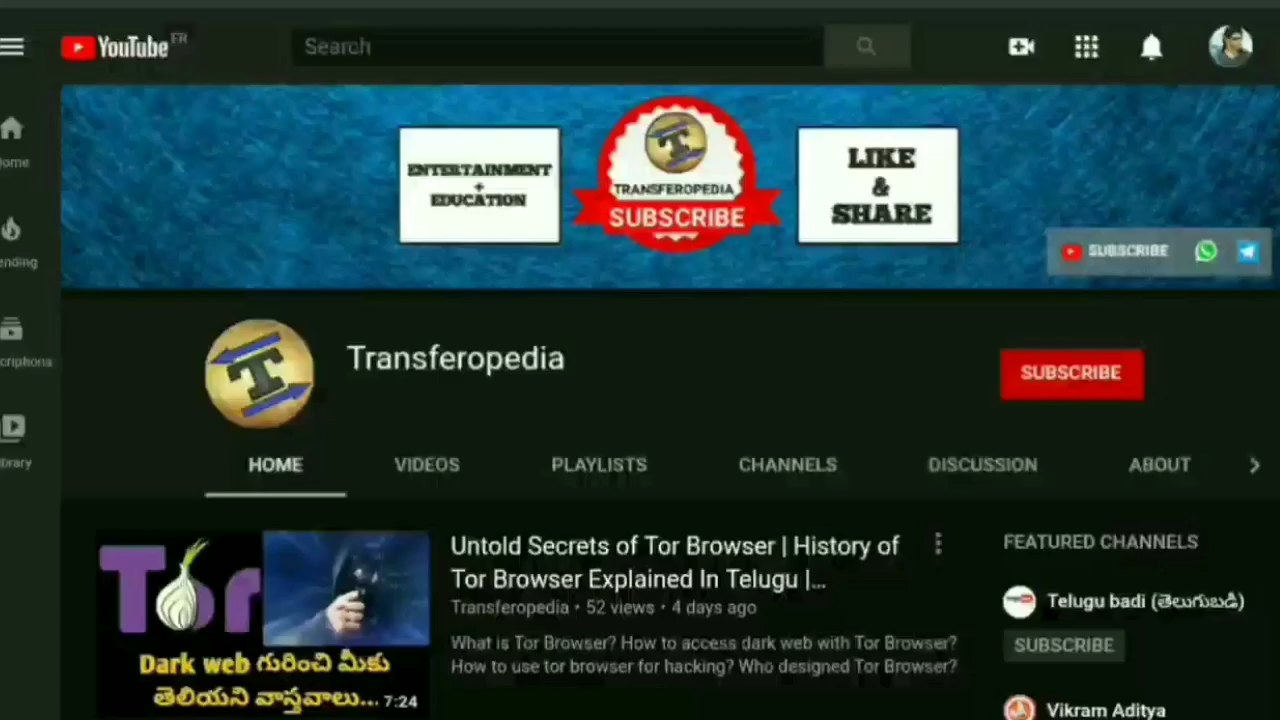 YouTube FR
Search
ome
ending
criptions
ibrary
ENTERTAINMENT
+
EDUCATION
TRANSFEROPEDIA
SUBSCRIBE
LIKE
&
SHARE
SUBSCRIBE
T
Transferopedia
SUBSCRIBE
HOME VIDEOS PLAYLISTS CHANNELS DISCUSSION ABOUT
Tor
Dark web గురించి మీకు
తెలియని వాస్తవాలు...
7:24
Untold Secrets of Tor Browser | History of
Tor Browser Explained In Telugu |...
Transferopedia • 52 views • 4 days ago
What is Tor Browser? How to access dark web with Tor Browser?
How to use tor browser for hacking? Who designed Tor Browser?
FEATURED CHANNELS
Telugu badi (తెలుగుబడి)
SUBSCRIBE
Vikram Aditya